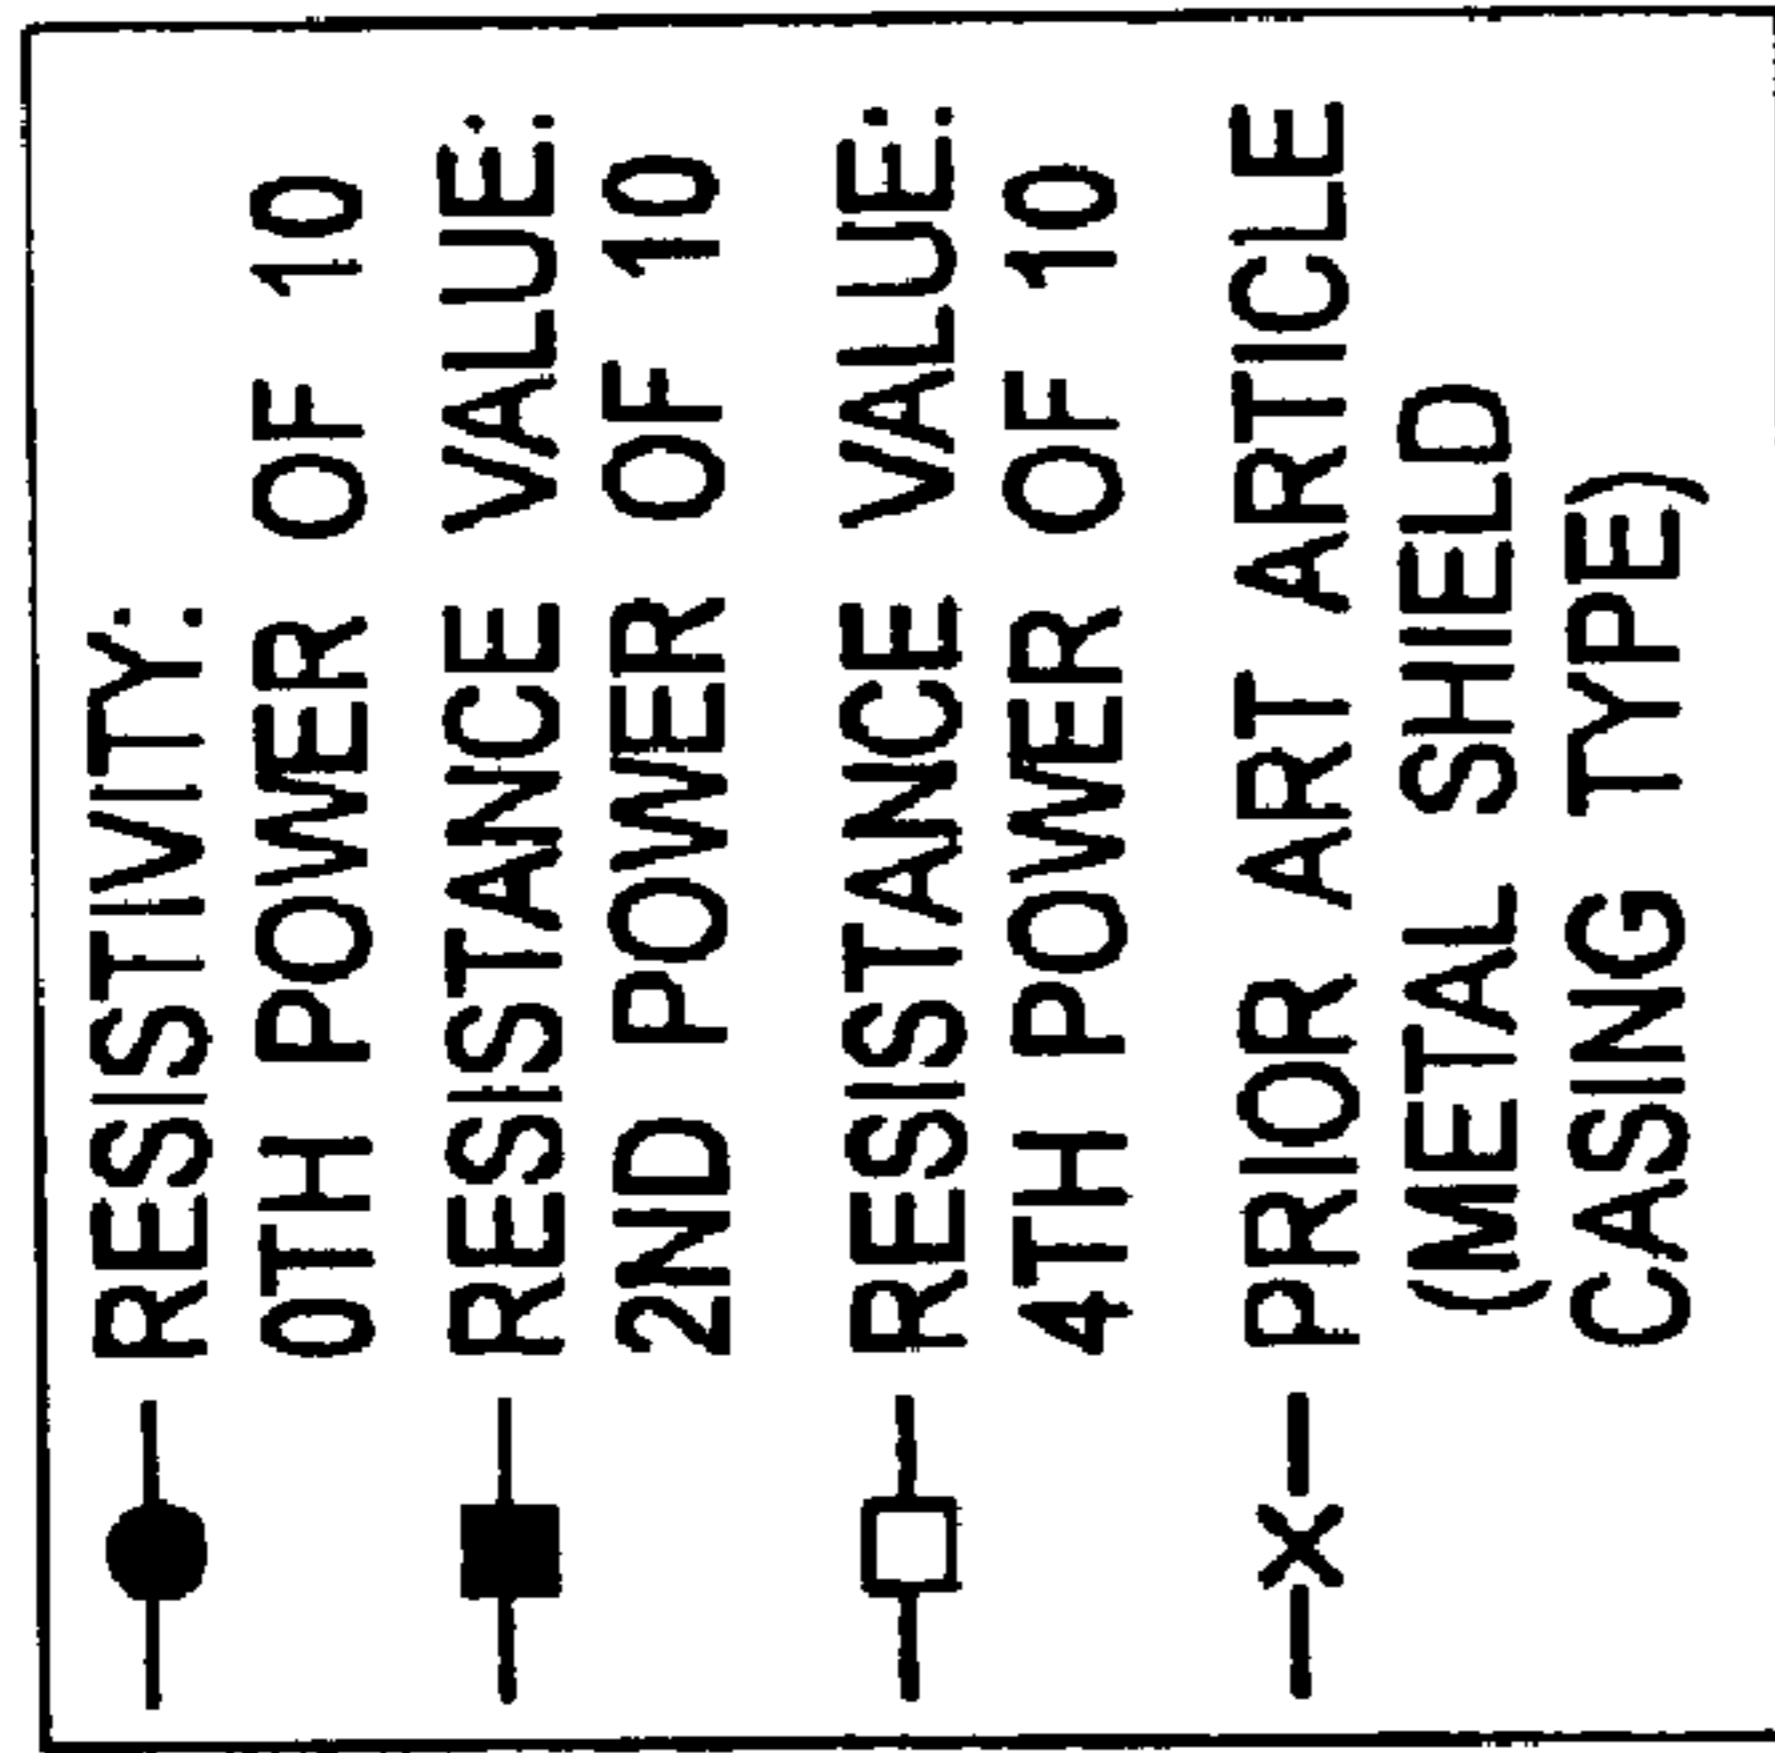 RESISTIVITY:
0TH POWER OF 10
RESISTANCE VALUE:
2ND POWER OF 10
RESISTANCE VALUE:
4TH POWER OF 10
PRIOR ART ARTICLE
(METAL SHIELD
CASING TYPE)